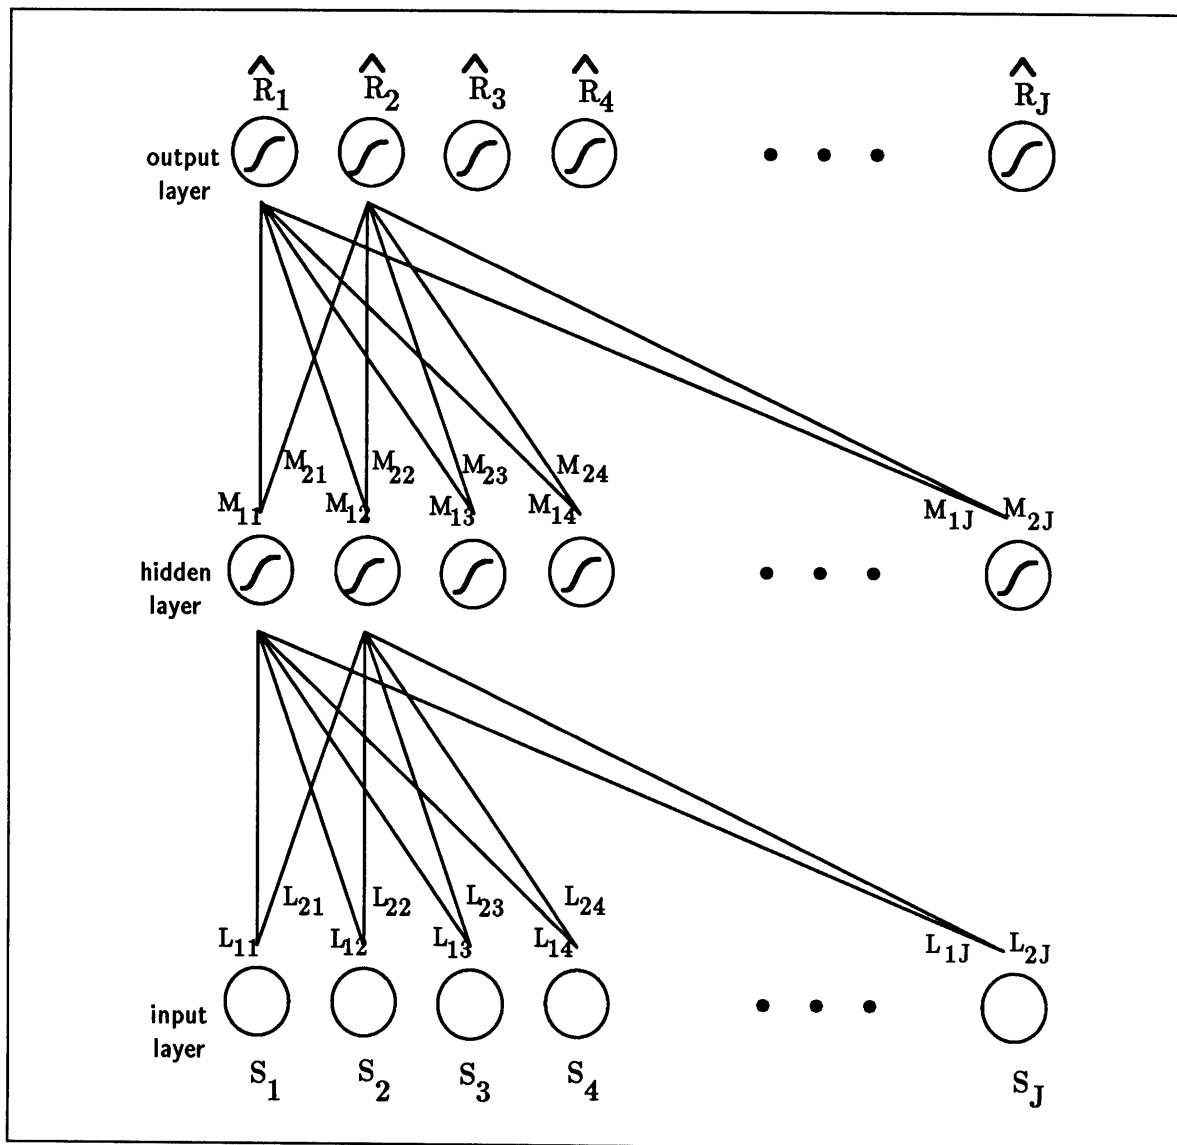 R̂1 R̂2 R̂3 R̂4 R̂J
output
layer
• • •
M21 M22 M23 M24
M11 M12 M13 M14 M1J M2J
hidden
layer
• • •
L21 L22 L23 L24
L11 L12 L13 L14 L1J L2J
input
layer
• • •
S1 S2 S3 S4 SJ